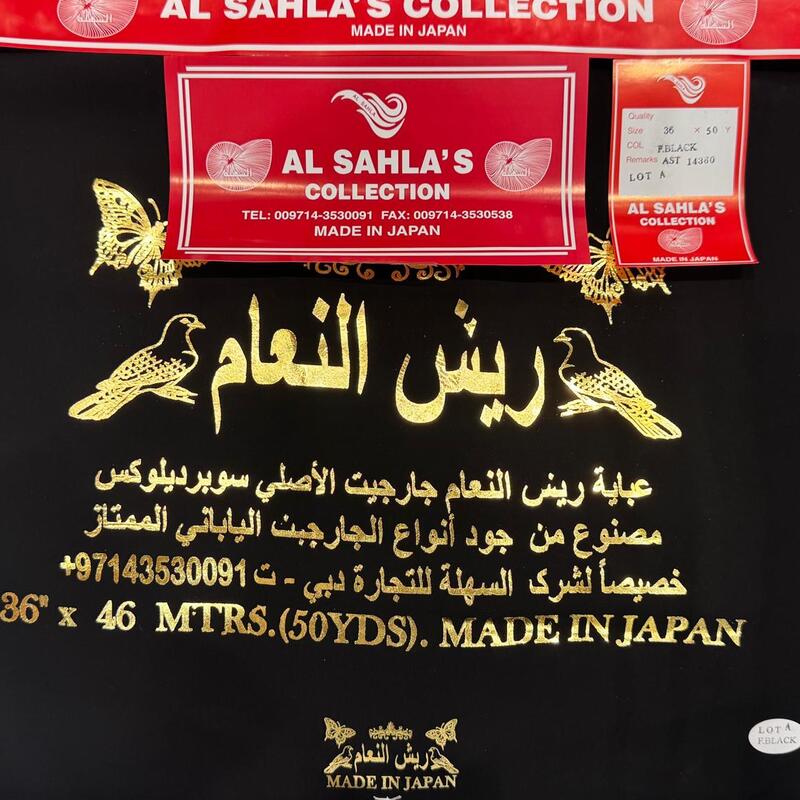 AL SAHLA'S COLLECTION
MADE IN JAPAN
AL SAHLA
AL SAHLA'S
COLLECTION
TEL: 009714-3530091 FAX: 009714-3530538
MADE IN JAPAN
Quality
Size 36 X 50 Y
COL F.BLACK
Remarks AST 14360
LOT A
AL SAHLA'S
COLLECTION
MADE IN JAPAN
ريش النعام
عباية ريش النعام جارجيت الأصلي سوبرديلوكس
مصنوع من جود أنواع الجارجيت الياباني الممتاز
خصيصاً لشرك السهلة للتجارة دبي - ت 97143530091+
36" x 46 MTRS.(50YDS). MADE IN JAPAN
ريش النعام
MADE IN JAPAN
LOT A
F.BLACK